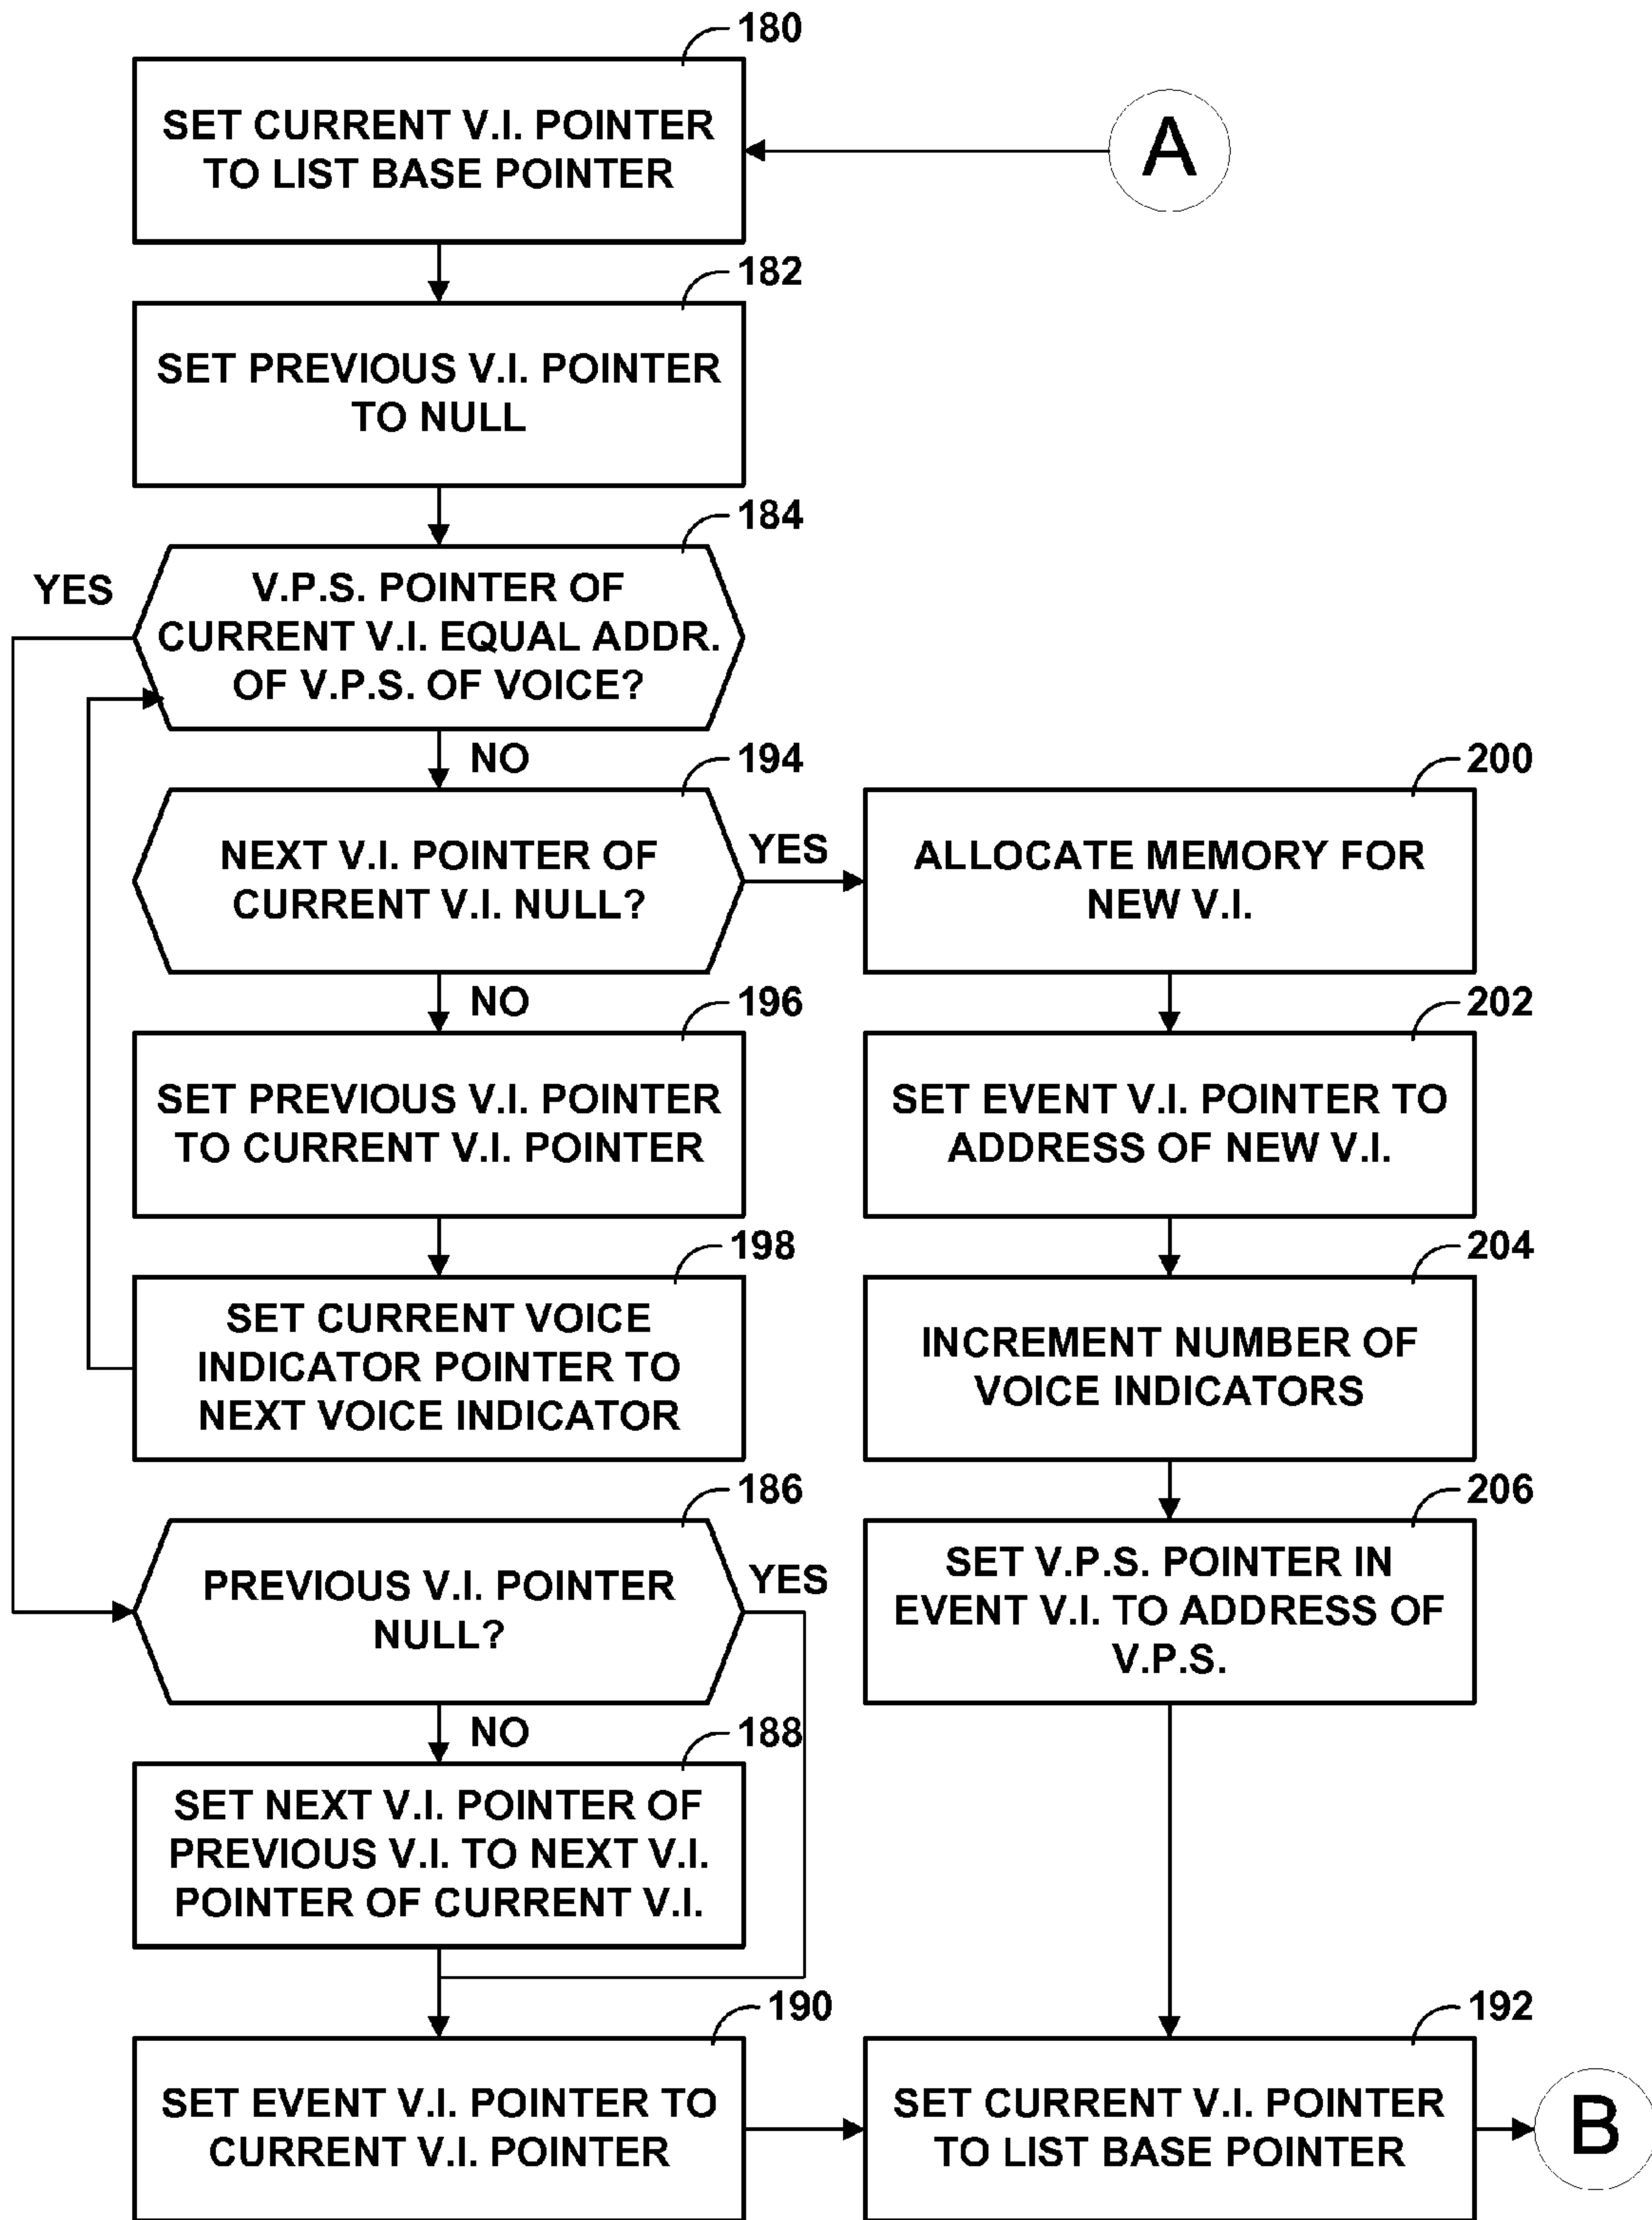 180
SET CURRENT V.I. POINTER
TO LIST BASE POINTER
A
182
SET PREVIOUS V.I. POINTER
TO NULL
184
YES
V.P.S. POINTER OF
CURRENT V.I. EQUAL ADDR.
OF V.P.S. OF VOICE?
NO
194
NEXT V.I. POINTER OF
CURRENT V.I. NULL?
YES
200
ALLOCATE MEMORY FOR
NEW V.I.
NO
196
SET PREVIOUS V.I. POINTER
TO CURRENT V.I. POINTER
202
SET EVENT V.I. POINTER TO
ADDRESS OF NEW V.I.
198
SET CURRENT VOICE
INDICATOR POINTER TO
NEXT VOICE INDICATOR
204
INCREMENT NUMBER OF
VOICE INDICATORS
186
PREVIOUS V.I. POINTER
NULL?
YES
206
SET V.P.S. POINTER IN
EVENT V.I. TO ADDRESS OF
V.P.S.
NO
188
SET NEXT V.I. POINTER OF
PREVIOUS V.I. TO NEXT V.I.
POINTER OF CURRENT V.I.
190
SET EVENT V.I. POINTER TO
CURRENT V.I. POINTER
192
SET CURRENT V.I. POINTER
TO LIST BASE POINTER
B